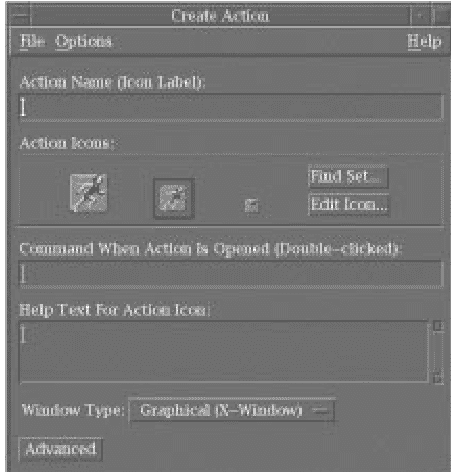 Create Action
File Options Help
Action Name (Icon Label):
Action Icons:
Find Set...
Edit Icon...
Command When Action Is Opened (Double-clicked):
Help Text For Action Icon:
Window Type: Graphical (X-Window)
Advanced